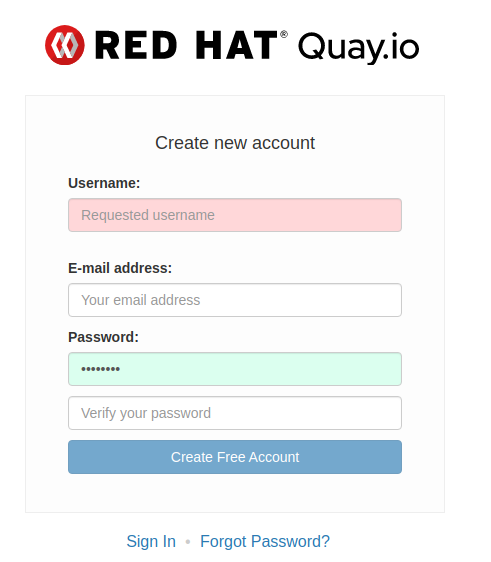 RED HAT® Quay.io
Create new account
Username:
Requested username
E-mail address:
Your email address
Password:
••••••••
Verify your password
Create Free Account
Sign In • Forgot Password?